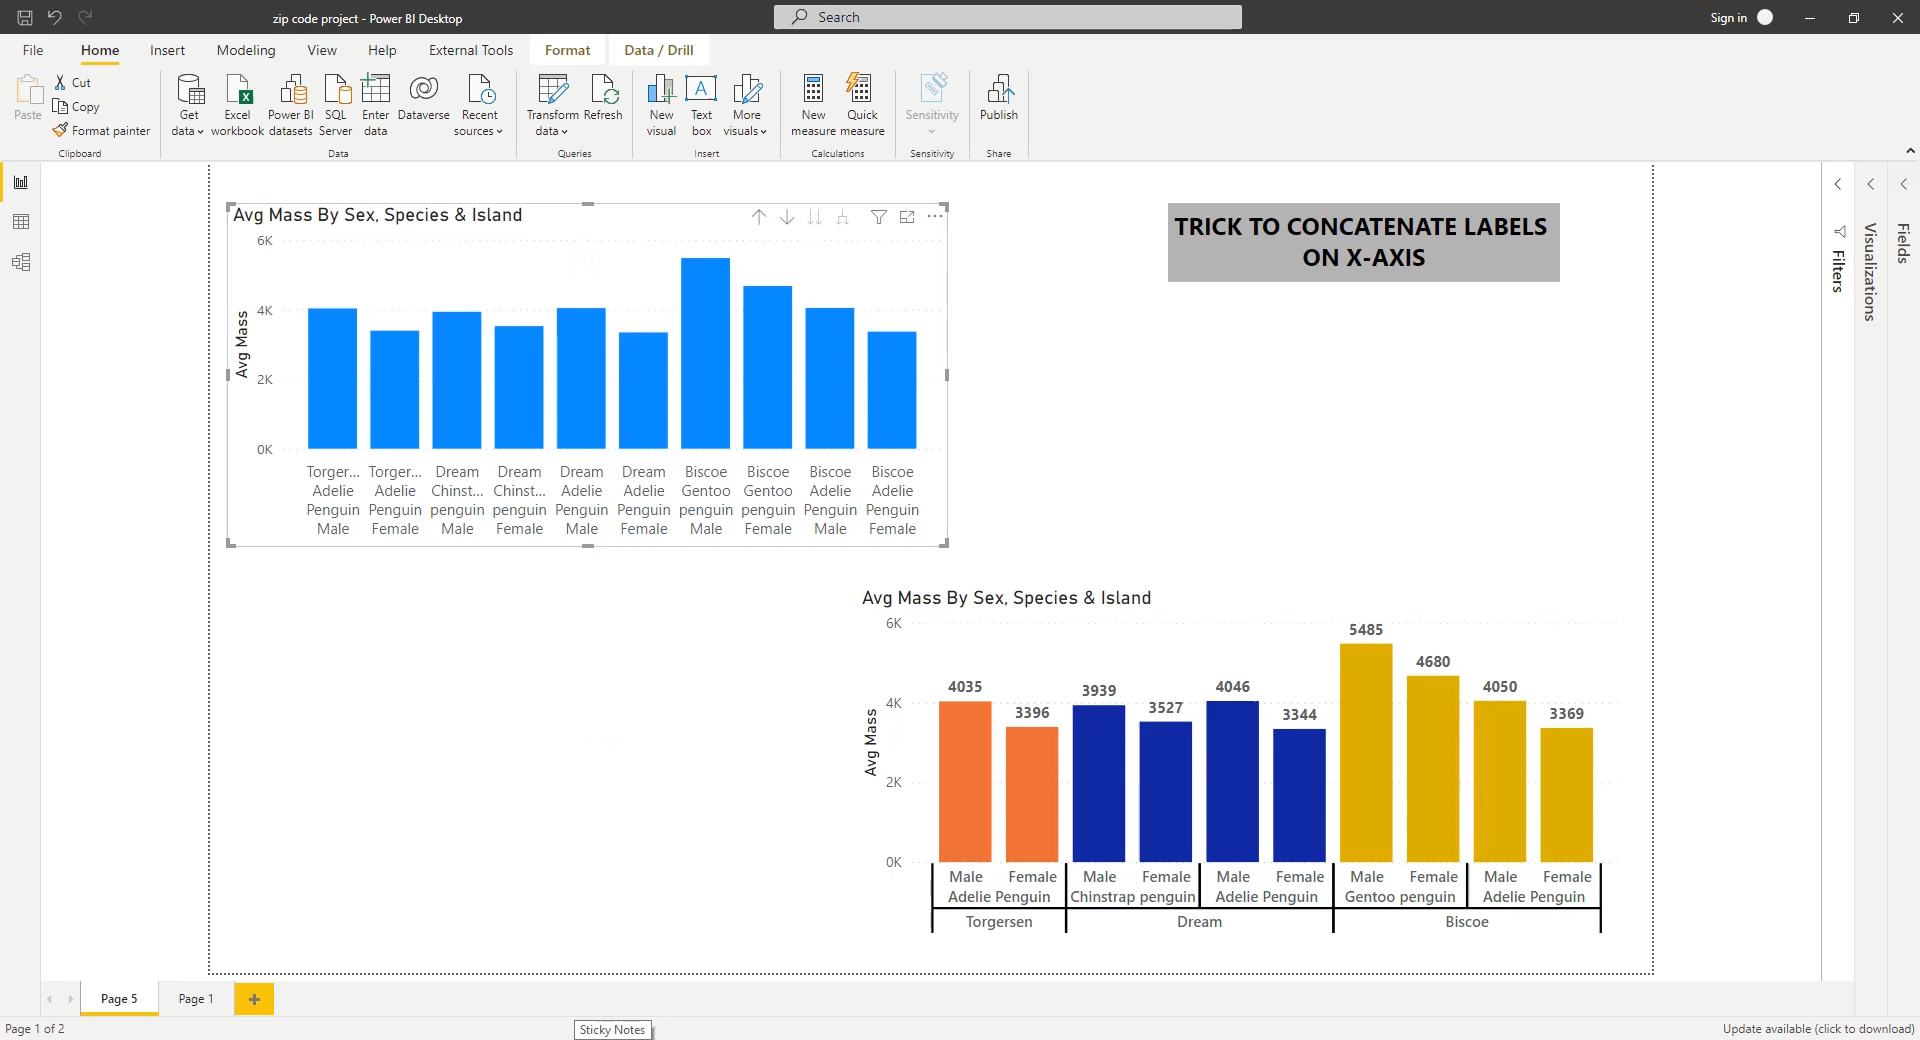 zip code project - Power BI Desktop
Search
Sign in
File Home Insert Modeling View Help External Tools Format Data / Drill
Paste
Cut
Copy
Format painter
Clipboard
Get data
Excel workbook
Power BI datasets
SQL Server
Enter data
Dataverse
Recent sources
Data
Transform data
Refresh
Queries
New visual
Text box
More visuals
Insert
New measure
Quick measure
Calculations
Sensitivity
Sensitivity
Publish
Share
Avg Mass By Sex, Species & Island
6K
4K
2K
0K
Avg Mass
Torger... Torger... Dream Dream Dream Dream Biscoe Biscoe Biscoe Biscoe
Adelie Adelie Chinst... Chinst... Adelie Adelie Gentoo Gentoo Adelie Adelie
Penguin Penguin penguin penguin Penguin Penguin penguin penguin Penguin Penguin
Male Female Male Female Male Female Male Female Male Female
TRICK TO CONCATENATE LABELS
ON X-AXIS
Filters
Visualizations
Fields
Avg Mass By Sex, Species & Island
6K
4K
2K
0K
Avg Mass
4035 3396 3939 3527 4046 3344 5485 4680 4050 3369
Male Female Male Female Male Female Male Female Male Female
Adelie Penguin Chinstrap penguin Adelie Penguin Gentoo penguin Adelie Penguin
Torgersen Dream Biscoe
Page 5 Page 1
Page 1 of 2
Sticky Notes
Update available (click to download)